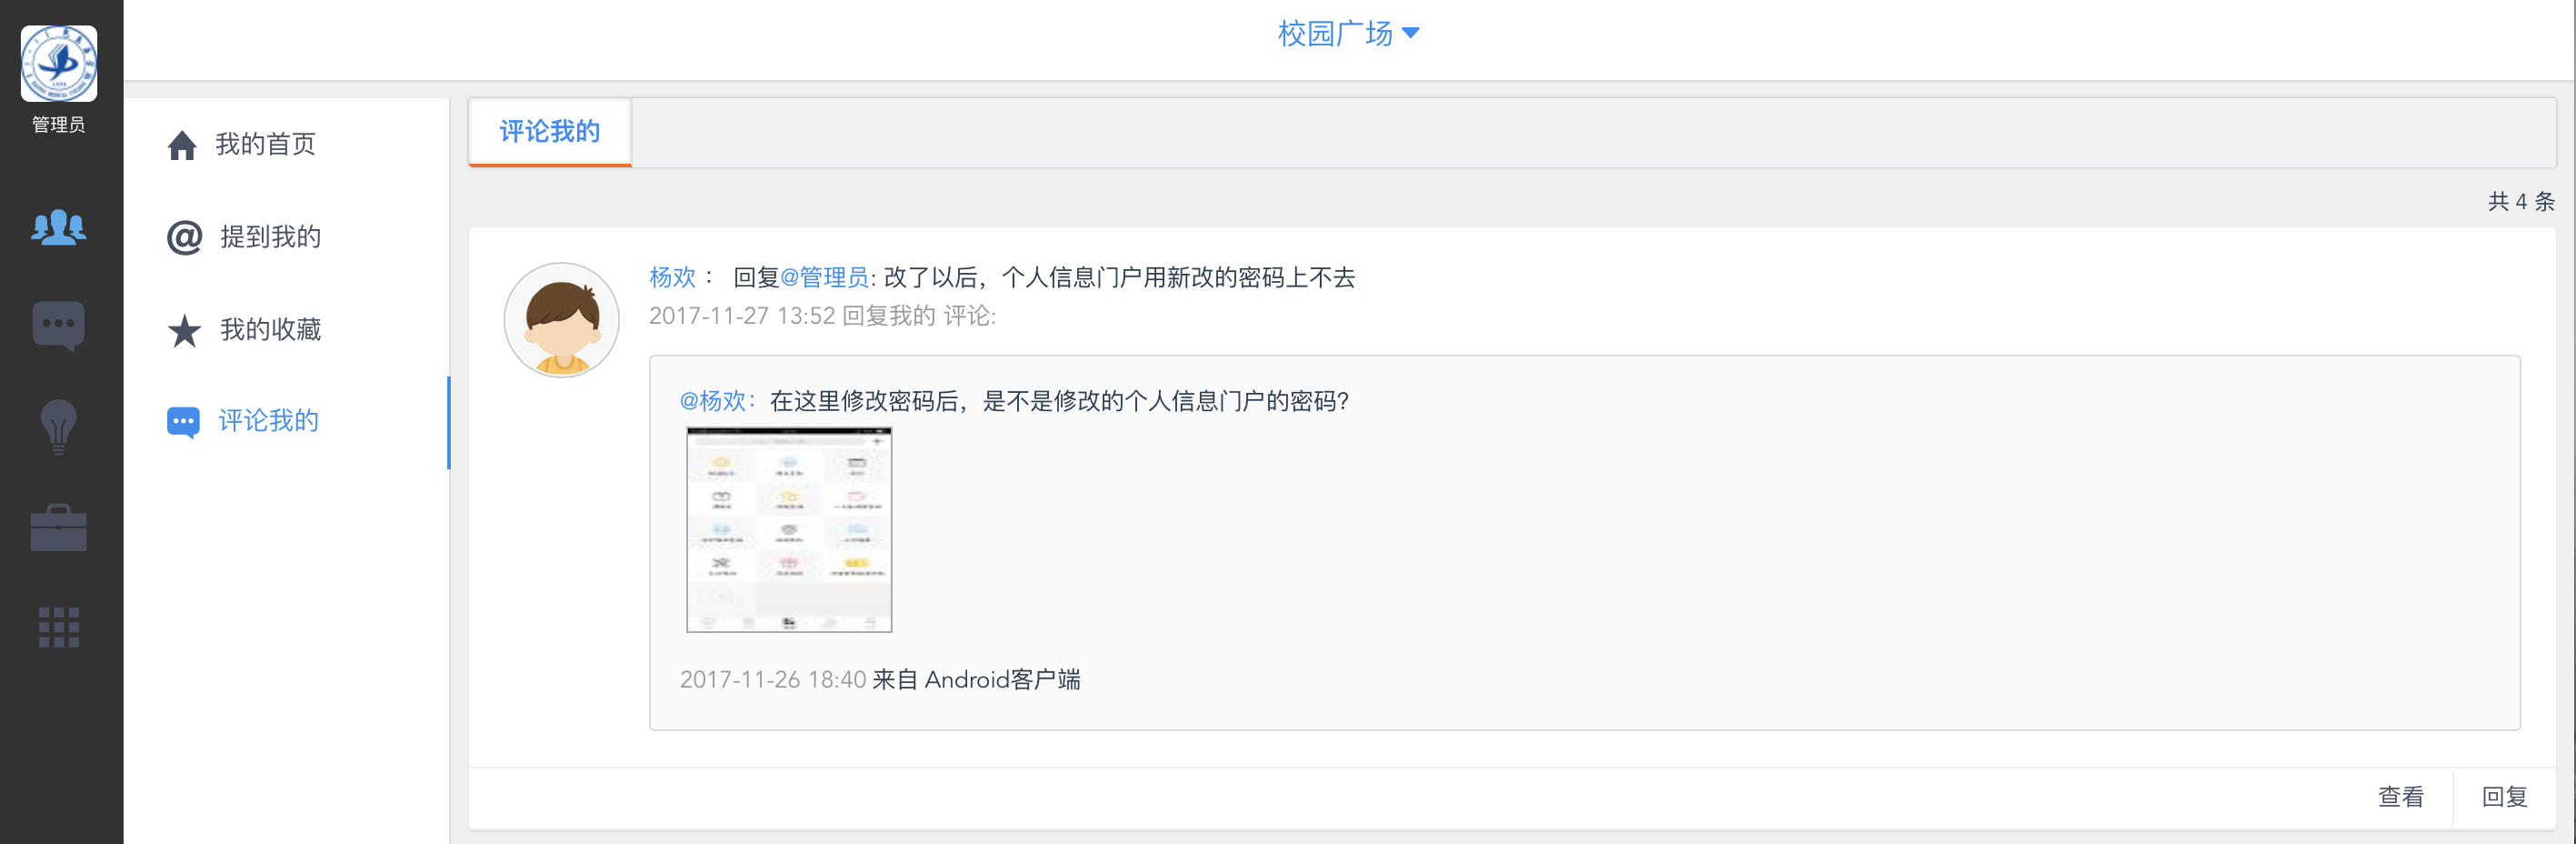 校园广场
管理员
我的首页
提到我的
我的收藏
评论我的
评论我的
共 4 条
杨欢 : 回复@管理员: 改了以后，个人信息门户用新改的密码上不去
2017-11-27 13:52 回复我的 评论:
@杨欢: 在这里修改密码后，是不是修改的个人信息门户的密码?
2017-11-26 18:40 来自 Android客户端
查看
回复